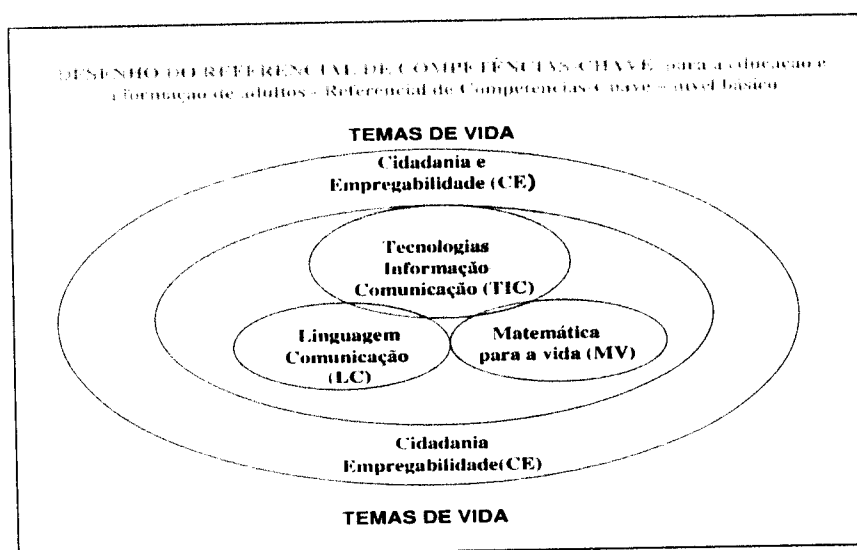 DESENHO DO REFERENCIAL DE COMPETÊNCIAS-CHAVE para a educação e
formação de adultos - Referencial de Competências-Chave - nível básico
TEMAS DE VIDA
Cidadania e
Empregabilidade (CE)
Tecnologias
Informação
Comunicação (TIC)
Linguagem
Comunicação
(LC)
Matemática
para a vida (MV)
Cidadania
Empregabilidade(CE)
TEMAS DE VIDA